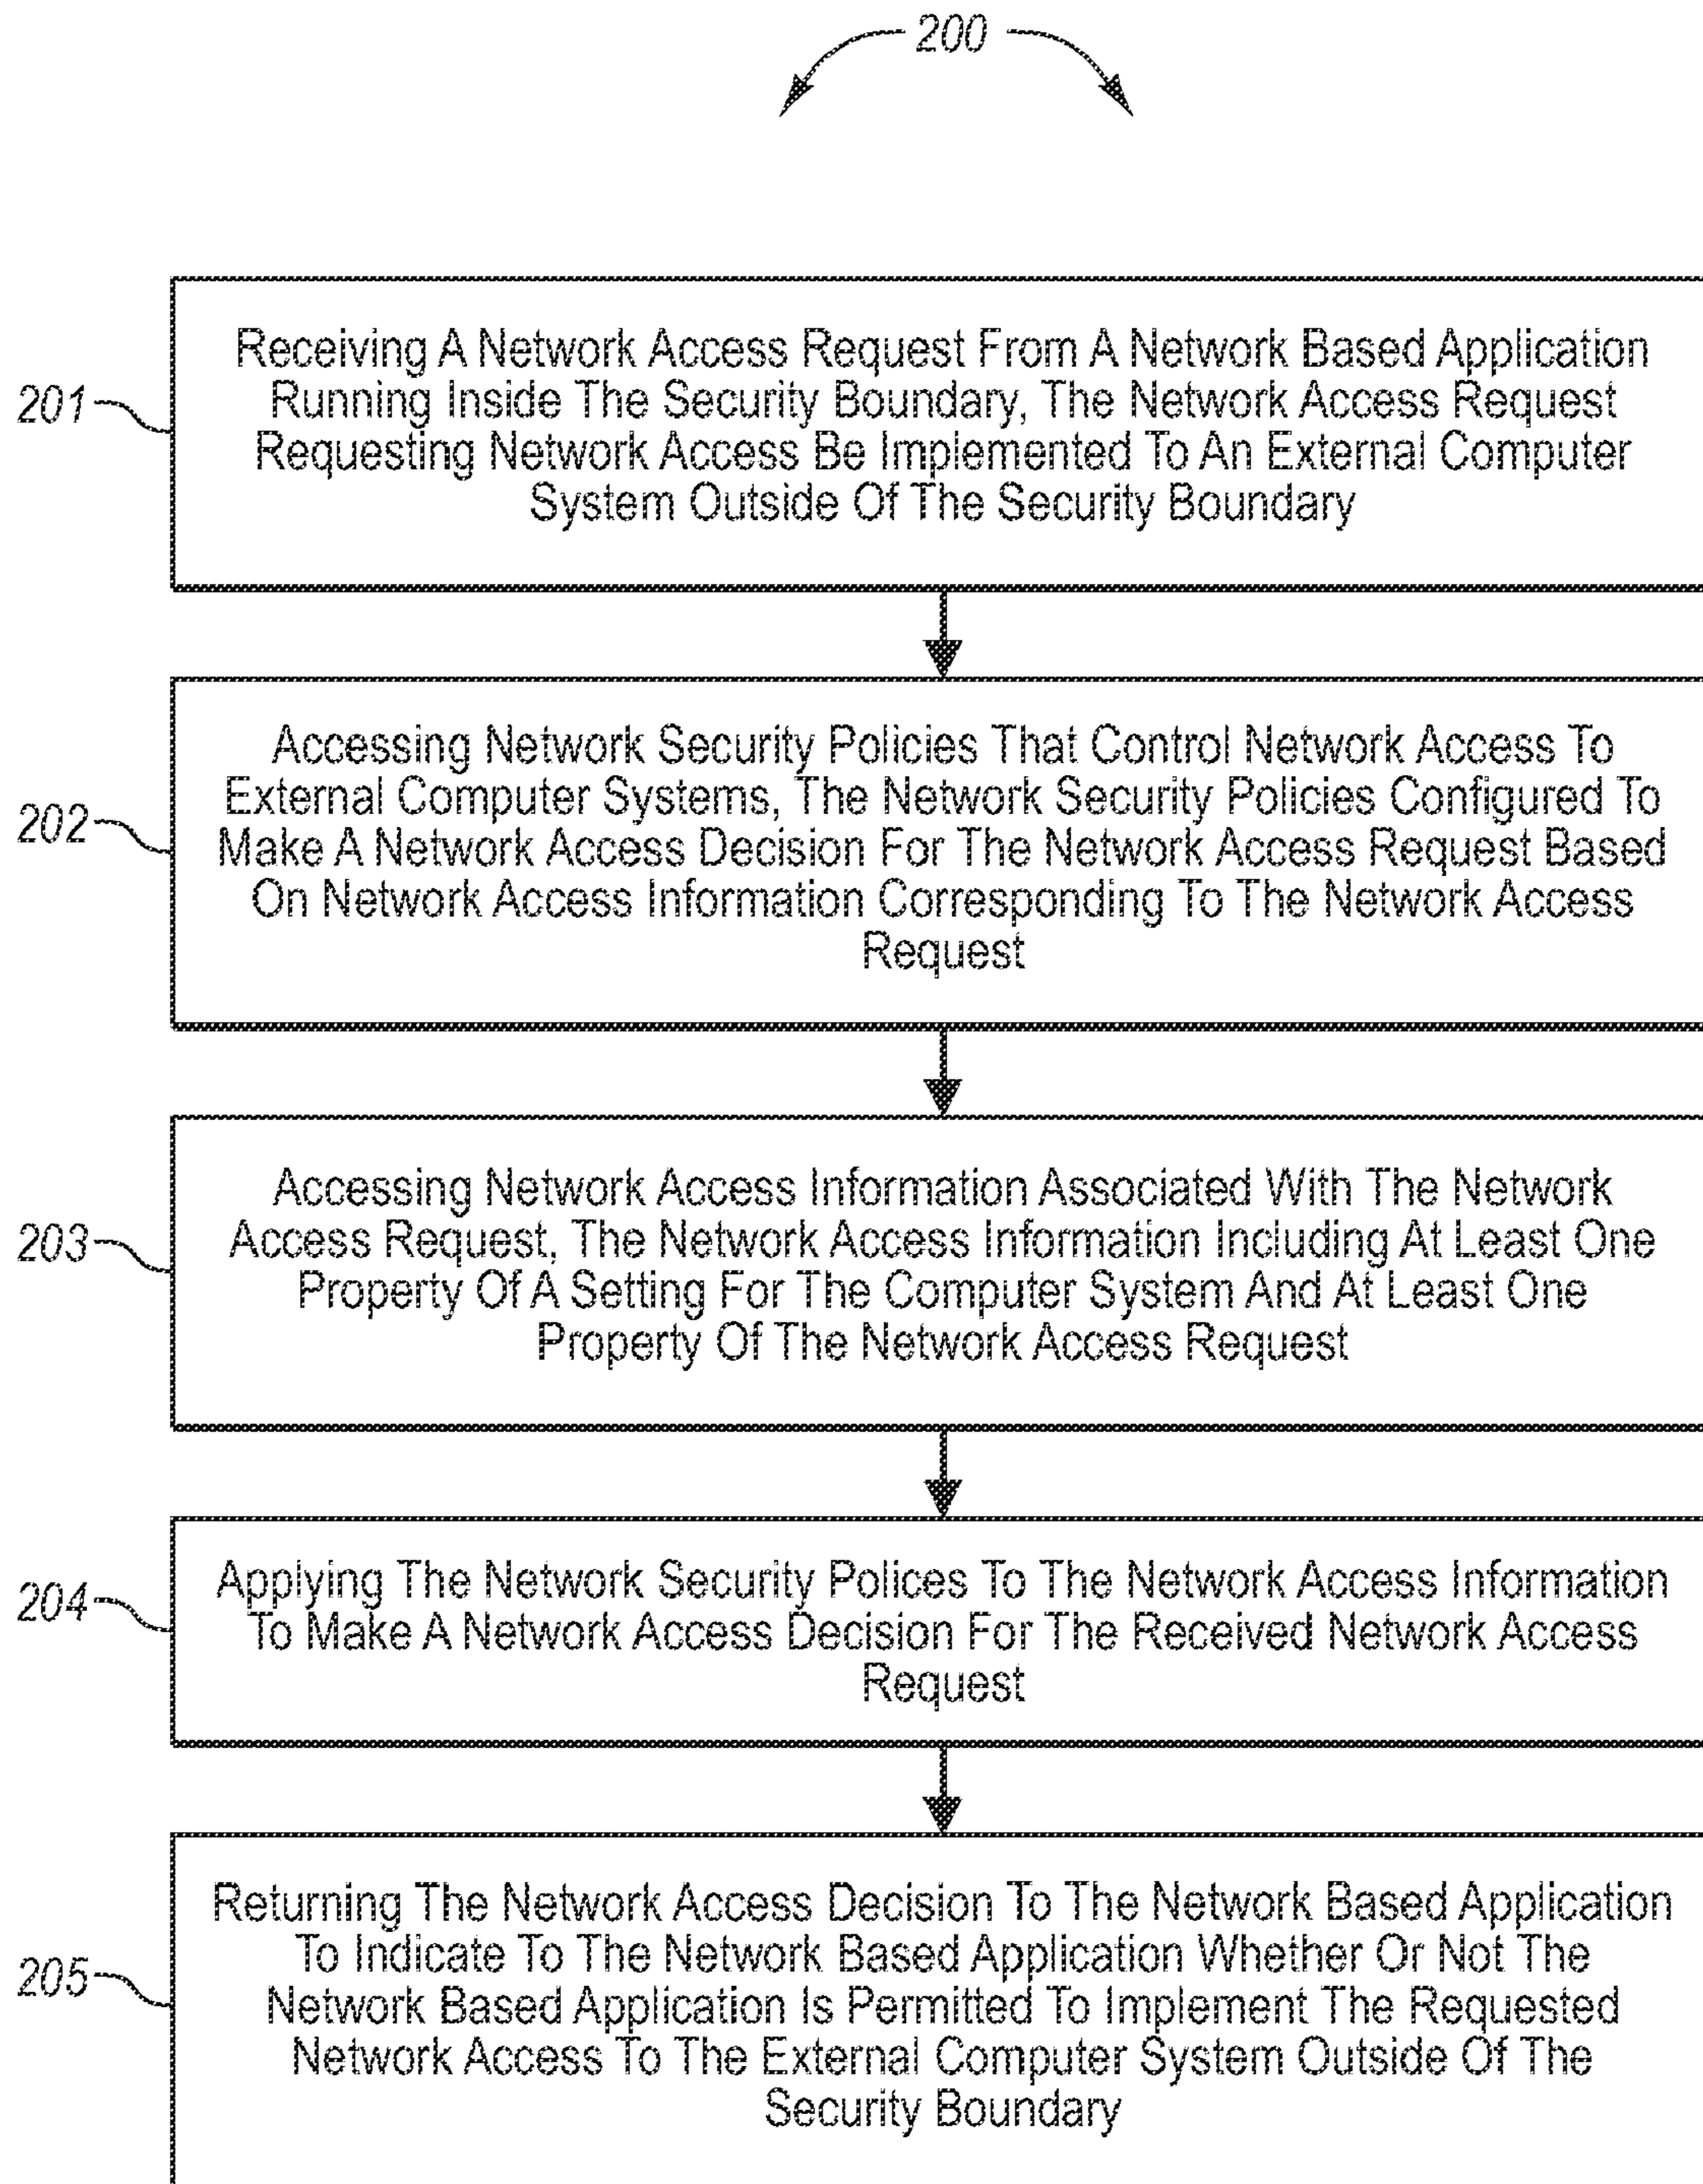 200
201
Receiving A Network Access Request From A Network Based Application
Running Inside The Security Boundary, The Network Access Request
Requesting Network Access Be Implemented To An External Computer
System Outside Of The Security Boundary
202
Accessing Network Security Policies That Control Network Access To
External Computer Systems, The Network Security Policies Configured To
Make A Network Access Decision For The Network Access Request Based
On Network Access Information Corresponding To The Network Access
Request
203
Accessing Network Access Information Associated With The Network
Access Request, The Network Access Information Including At Least One
Property Of A Setting For The Computer System And At Least One
Property Of The Network Access Request
204
Applying The Network Security Polices To The Network Access Information
To Make A Network Access Decision For The Received Network Access
Request
205
Returning The Network Access Decision To The Network Based Application
To Indicate To The Network Based Application Whether Or Not The
Network Based Application Is Permitted To Implement The Requested
Network Access To The External Computer System Outside Of The
Security Boundary